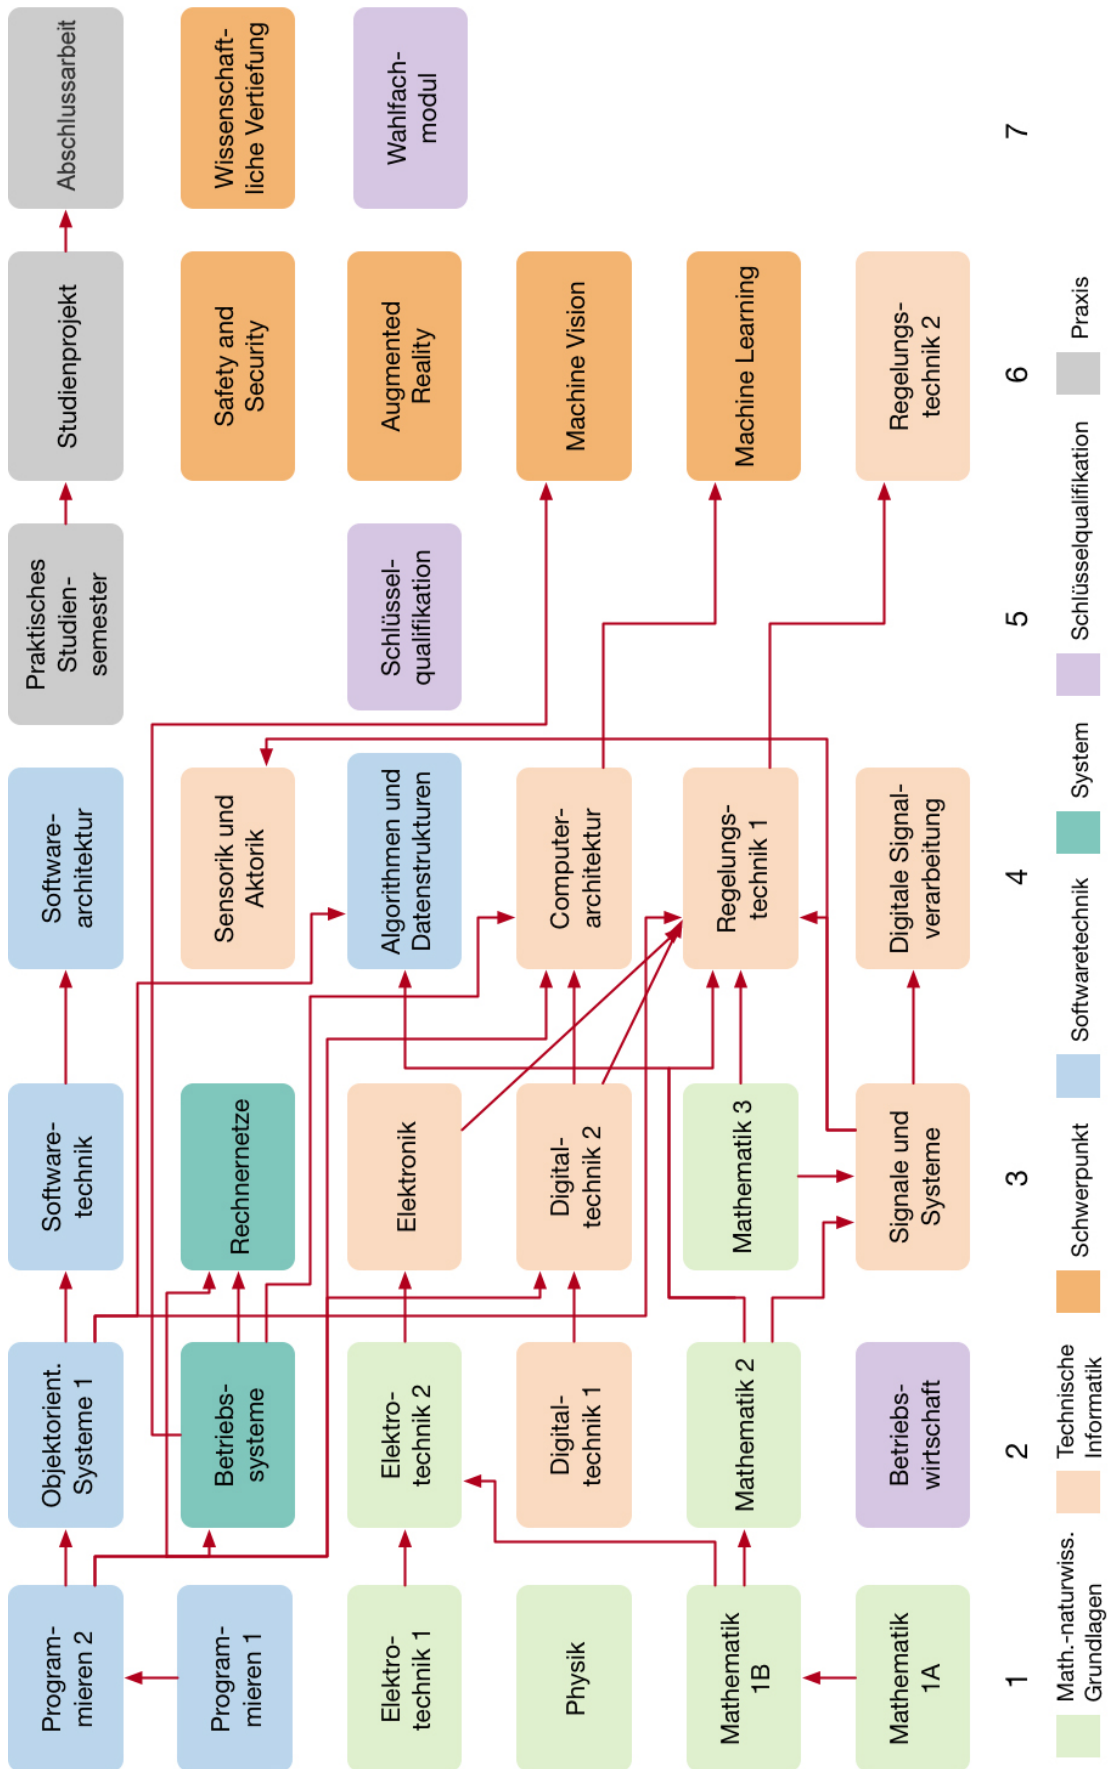 Program-
mieren 2
Objektorient.
Systeme 1
Software-
technik
Software-
architektur
Praktisches
Studien-
semester
Studienprojekt
Abschlussarbeit
Program-
mieren 1
Betriebs-
systeme
Rechnernetze
Sensorik und
Aktorik
Safety and
Security
Wissenschaft-
liche Vertiefung
Elektro-
technik 1
Elektro-
technik 2
Elektronik
Algorithmen und
Datenstrukturen
Schlüssel-
qualifikation
Augmented
Reality
Wahlfach-
modul
Physik
Digital-
technik 1
Digital-
technik 2
Computer-
architektur
Machine Vision
Mathematik
1B
Mathematik 2
Mathematik 3
Regelungs-
technik 1
Machine Learning
Mathematik
1A
Betriebs-
wirtschaft
Signale und
Systeme
Digitale Signal-
verarbeitung
Regelungs-
technik 2
1
2
3
4
5
6
7
Math.-naturwiss.
Grundlagen
Technische
Informatik
Schwerpunkt
Softwaretechnik
System
Schlüsselqualifikation
Praxis